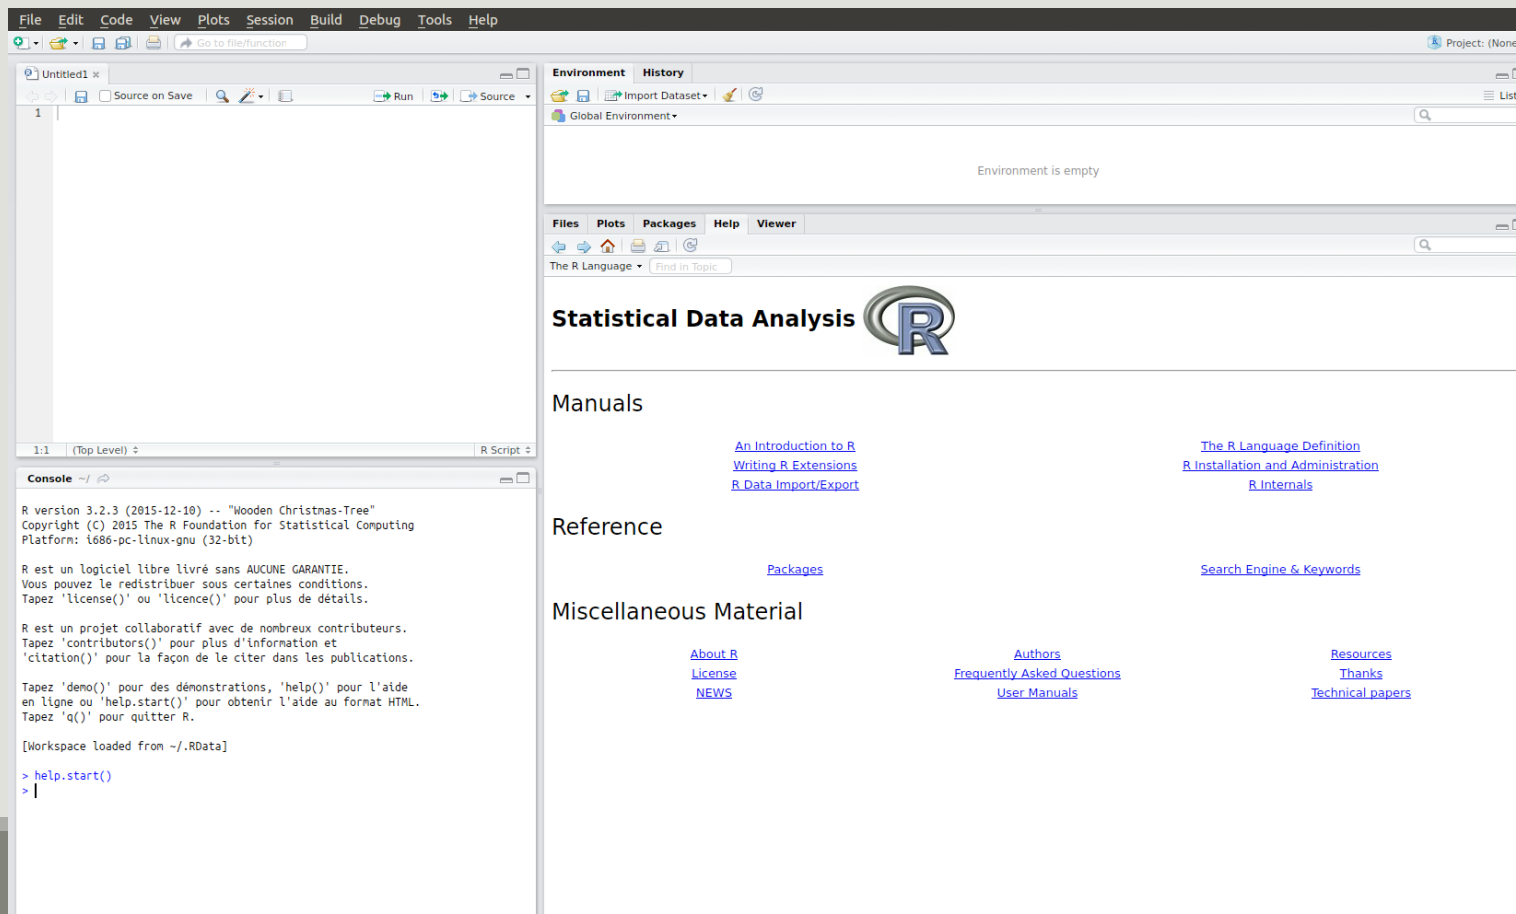 File Edit Code View Plots Session Build Debug Tools Help
Go to file/function
Project: (None
Untitled1
Source on Save
Run
Source
1
1:1 (Top Level)
R Script
Console ~/
R version 3.2.3 (2015-12-10) -- "Wooden Christmas-Tree"
Copyright (C) 2015 The R Foundation for Statistical Computing
Platform: i686-pc-linux-gnu (32-bit)
R est un logiciel libre livré sans AUCUNE GARANTIE.
Vous pouvez le redistribuer sous certaines conditions.
Tapez 'license()' ou 'licence()' pour plus de détails.
R est un projet collaboratif avec de nombreux contributeurs.
Tapez 'contributors()' pour plus d'information et
'citation()' pour la façon de le citer dans les publications.
Tapez 'demo()' pour des démonstrations, 'help()' pour l'aide
en ligne ou 'help.start()' pour obtenir l'aide au format HTML.
Tapez 'q()' pour quitter R.
[Workspace loaded from ~/.RData]
> help.start()
>
Environment History
Import Dataset
List
Global Environment
Environment is empty
Files Plots Packages Help Viewer
The R Language
Find in Topic
Statistical Data Analysis R
Manuals
An Introduction to R The R Language Definition
Writing R Extensions R Installation and Administration
R Data Import/Export R Internals
Reference
Packages Search Engine & Keywords
Miscellaneous Material
About R Authors Resources
License Frequently Asked Questions Thanks
NEWS User Manuals Technical papers